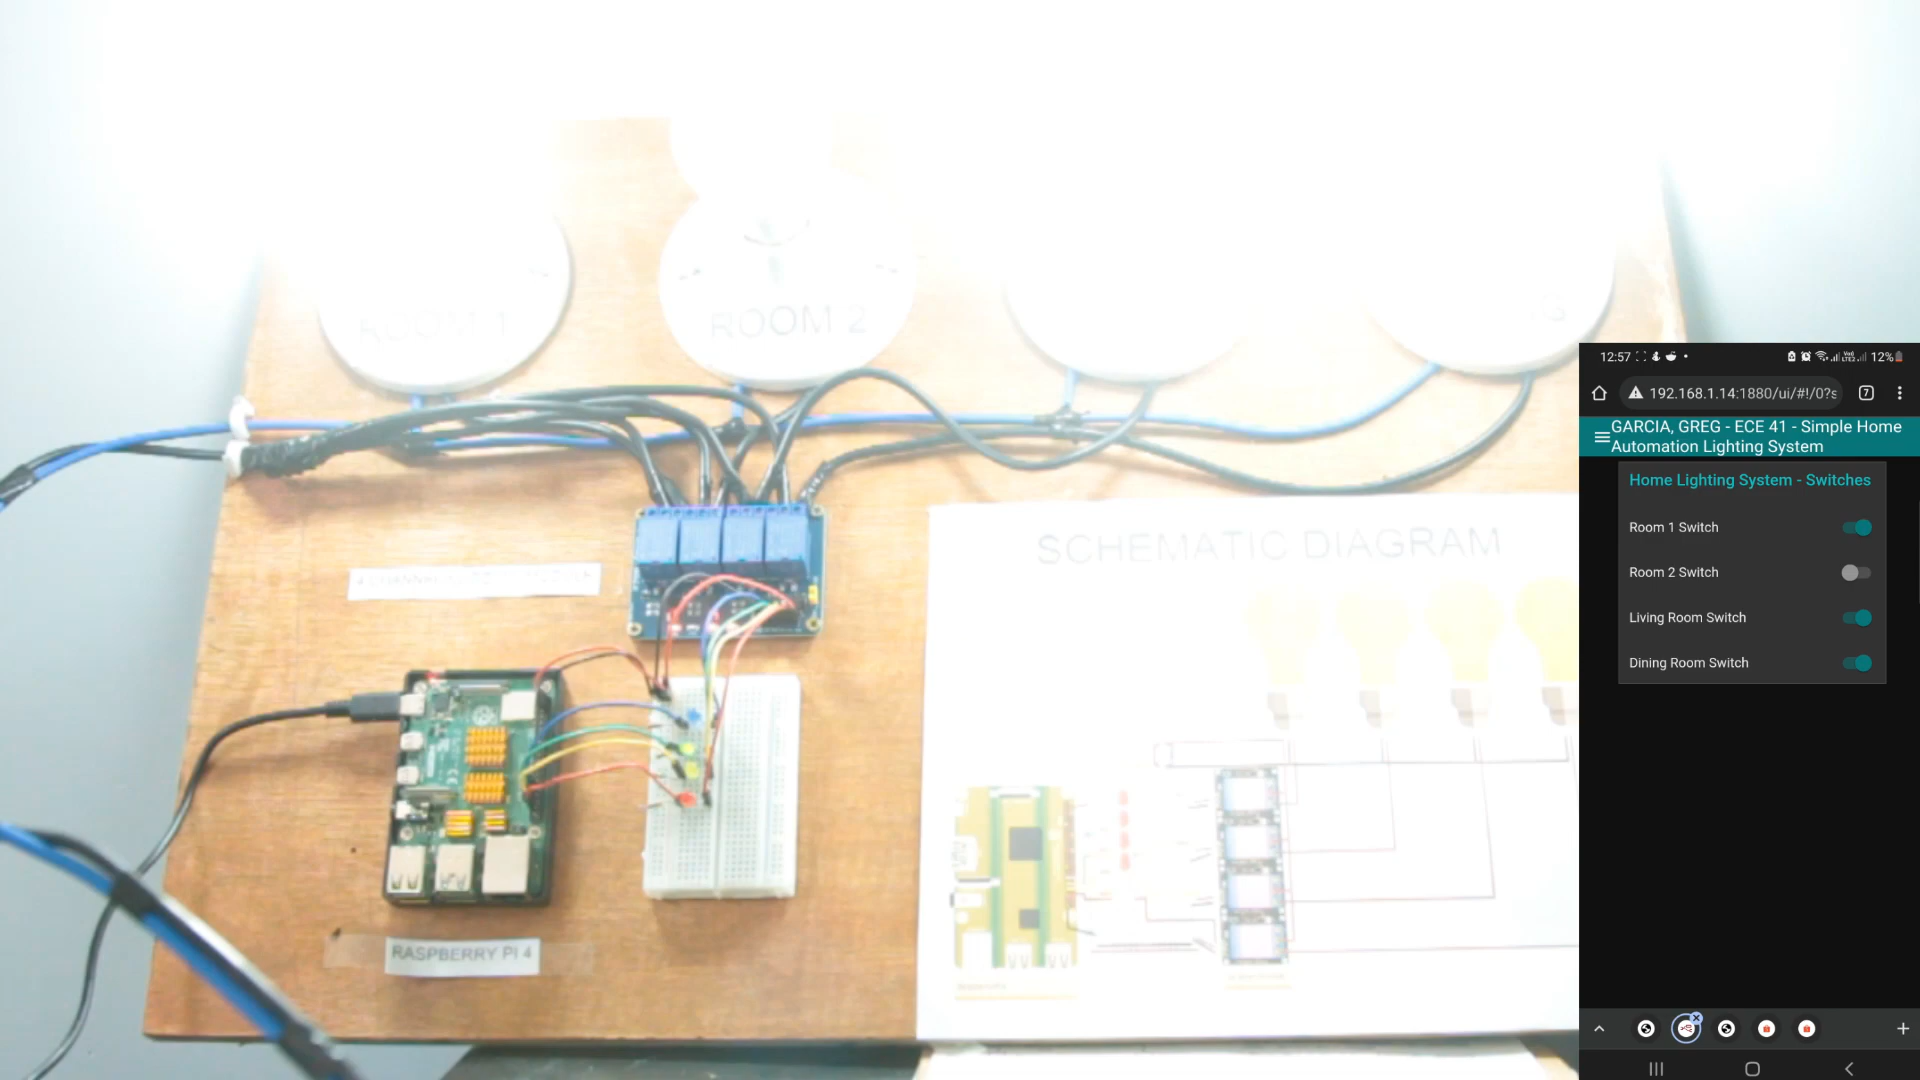 ROOM 1
ROOM 2
SCHEMATIC DIAGRAM
RASPBERRY PI 4
12:57
12%
192.168.1.14:1880/ui/#!/0?s
7
GARCIA, GREG - ECE 41 - Simple Home
Automation Lighting System
Home Lighting System - Switches
Room 1 Switch
Room 2 Switch
Living Room Switch
Dining Room Switch